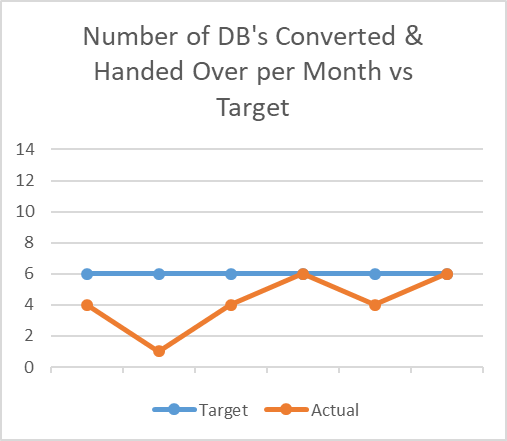 Number of DB's Converted &
Handed Over per Month vs
Target
14
12
10
8
6
4
2
0
Target Actual